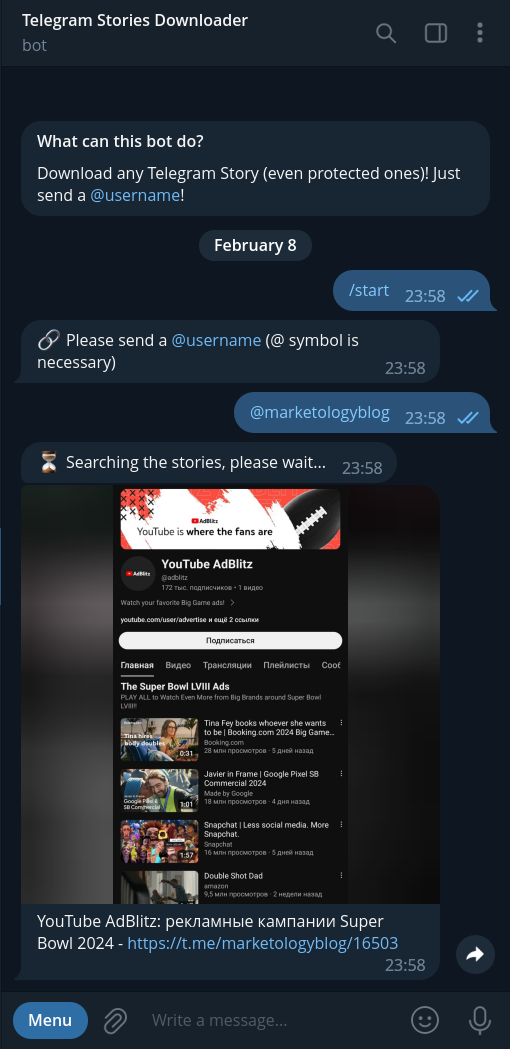 Telegram Stories Downloader
bot
What can this bot do?
Download any Telegram Story (even protected ones)! Just
send a @username!
February 8
/start 23:58
Please send a @username (@ symbol is
necessary)
23:58
@marketologyblog 23:58
Searching the stories, please wait... 23:58
AdBlitz
YouTube is where the fans are
AdBlitz
YouTube AdBlitz
@adblitz
172 тыс. подписчиков • 1 видео
Watch your favorite Big Game ads!
youtube.com/user/advertise и ещё 2 ссылки
Подписаться
Главная Видео Трансляции Плейлисты Сооб
The Super Bowl LVIII Ads
PLAY ALL to Watch Even More from Big Brands around Super Bowl
LVIII!!
Tina hires
body doubles
0:31
Tina Fey books whoever she wants
to be | Booking.com 2024 Big Game...
Booking.com
28 млн просмотров · 5 дней назад
Google Pixel 8
SB Commercial
1:01
Javier in Frame | Google Pixel SB
Commercial 2024
Made by Google
18 млн просмотров · 4 дня назад
1:57
Snapchat | Less social media. More
Snapchat.
Snapchat
16 млн просмотров · 5 дней назад
Double Shot Dad
amazon
9,5 млн просмотров · 2 недели назад
YouTube AdBlitz: рекламные кампании Super
Bowl 2024 - https://t.me/marketologyblog/16503
23:58
Menu
Write a message...